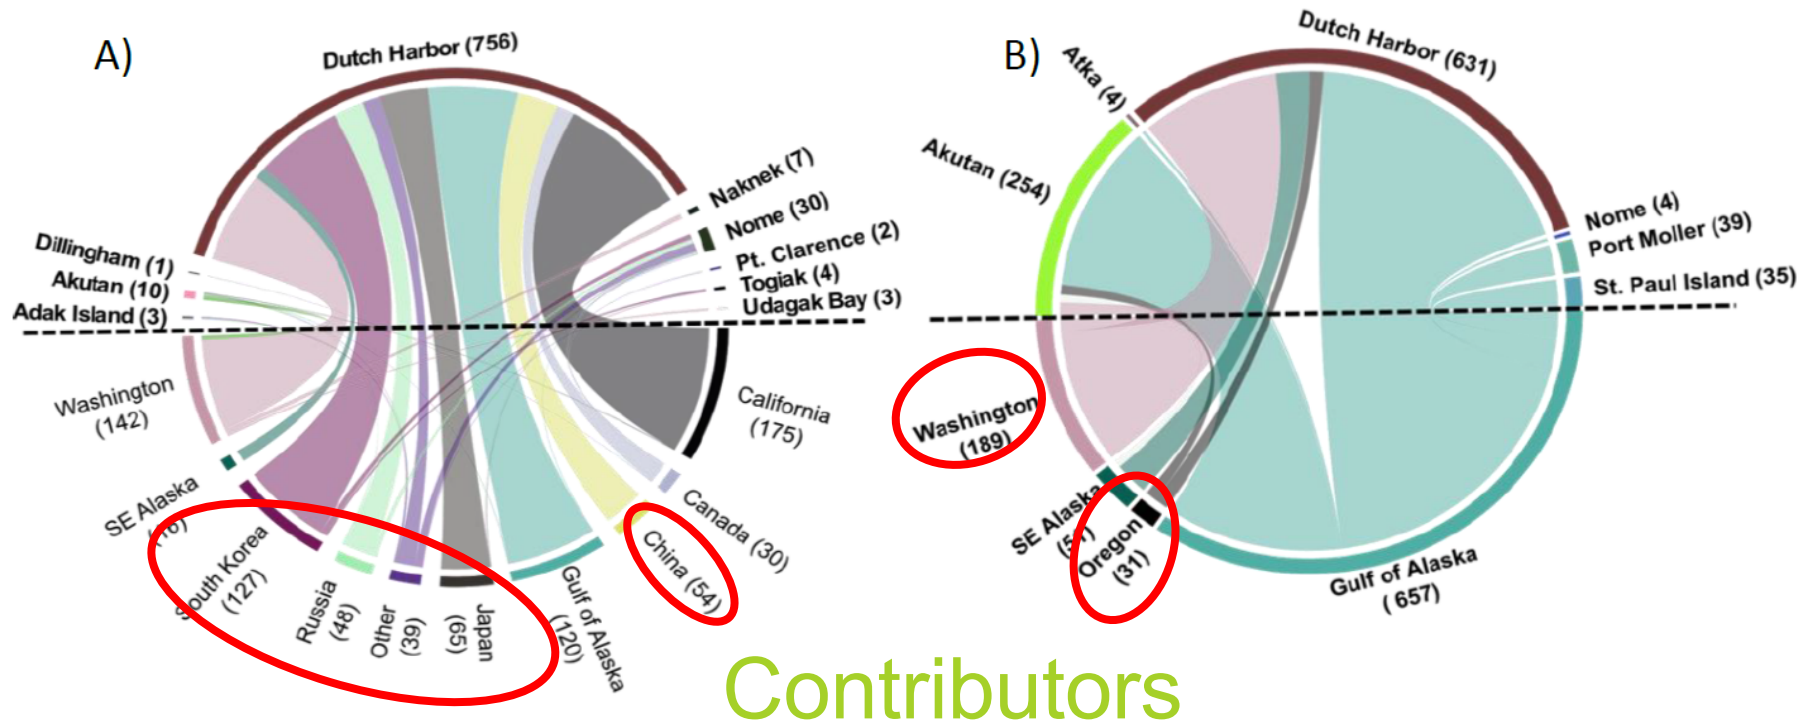 A)
Dutch Harbor (756)
Naknek (7)
Nome (30)
Pt. Clarence (2)
Togiak (4)
Udagak Bay (3)
Dillingham (1)
Akutan (10)
Adak Island (3)
Washington
(142)
SE Alaska
(16)
South Korea
(127)
Russia
(48)
Other
(39)
Japan
(65)
Gulf of Alaska
(120)
China (54)
Canada (30)
California
(175)
B)
Dutch Harbor (631)
Atka (4)
Akutan (254)
Nome (4)
Port Moller (39)
St. Paul Island (35)
Washington
(189)
SE Alaska
Oregon
(31)
Gulf of Alaska
( 657)
Contributors